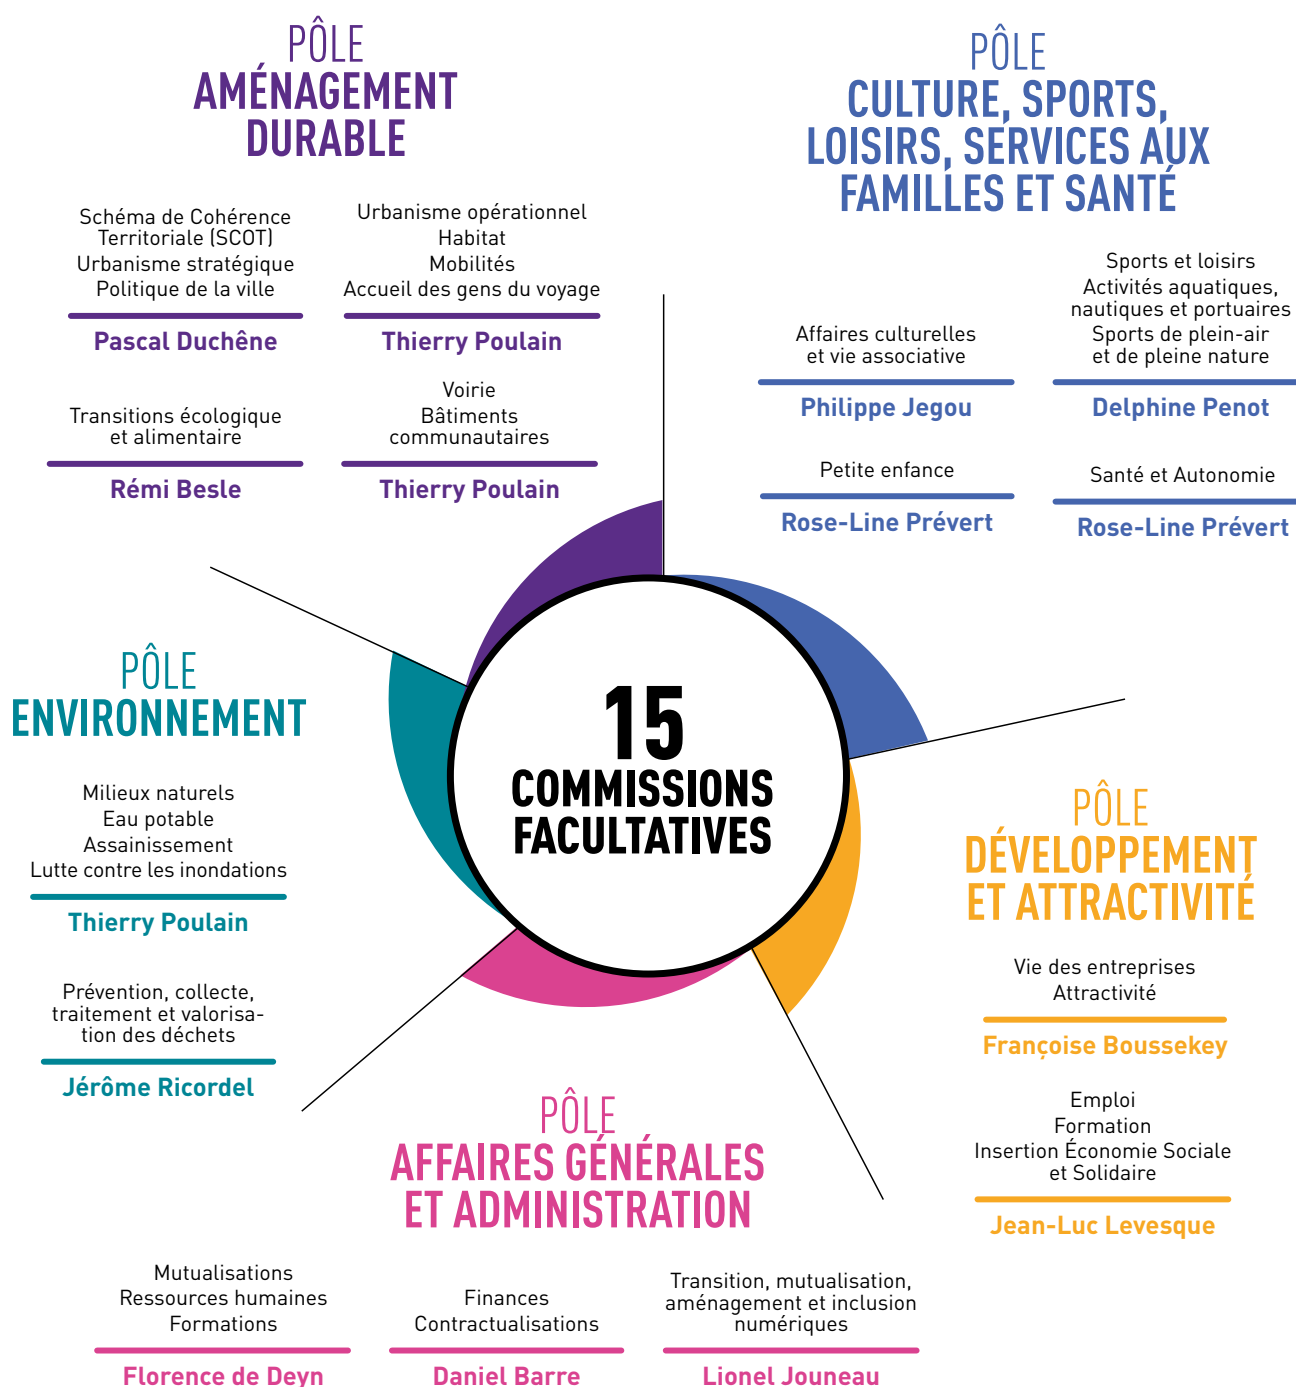 PÔLE
AMÉNAGEMENT
DURABLE
Schéma de Cohérence
Territoriale (SCOT)
Urbanisme stratégique
Politique de la ville
Pascal Duchêne
Urbanisme opérationnel
Habitat
Mobilités
Accueil des gens du voyage
Thierry Poulain
Transitions écologique
et alimentaire
Rémi Besle
Voirie
Bâtiments
communautaires
Thierry Poulain
PÔLE
CULTURE, SPORTS,
LOISIRS, SERVICES AUX
FAMILLES ET SANTÉ
Affaires culturelles
et vie associative
Philippe Jegou
Sports et loisirs
Activités aquatiques,
nautiques et portuaires
Sports de plein-air
et de pleine nature
Delphine Penot
Petite enfance
Rose-Line Prévert
Santé et Autonomie
Rose-Line Prévert
15
COMMISSIONS
FACULTATIVES
PÔLE
ENVIRONNEMENT
Milieux naturels
Eau potable
Assainissement
Lutte contre les inondations
Thierry Poulain
Prévention, collecte,
traitement et valorisa-
tion des déchets
Jérôme Ricordel
PÔLE
DÉVELOPPEMENT
ET ATTRACTIVITÉ
Vie des entreprises
Attractivité
Françoise Boussekey
Emploi
Formation
Insertion Économie Sociale
et Solidaire
Jean-Luc Levesque
PÔLE
AFFAIRES GÉNÉRALES
ET ADMINISTRATION
Mutualisations
Ressources humaines
Formations
Florence de Deyn
Finances
Contractualisations
Daniel Barre
Transition, mutualisation,
aménagement et inclusion
numériques
Lionel Jouneau